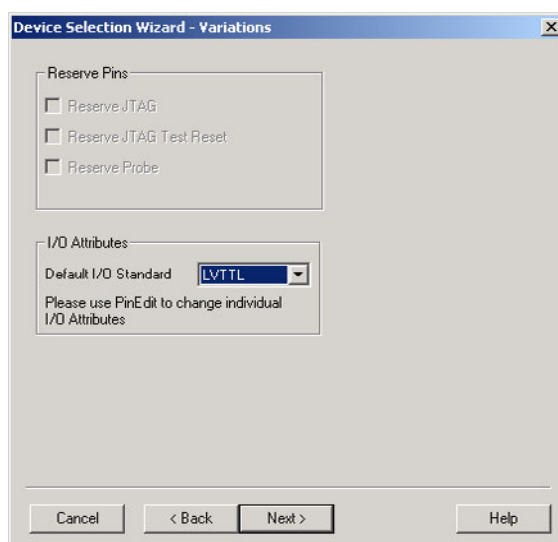 Device Selection Wizard - Variations
Reserve Pins
Reserve JTAG
Reserve JTAG Test Reset
Reserve Probe
I/O Attributes
Default I/O Standard LVTTL
Please use PinEdit to change individual
I/O Attributes
Cancel < Back Next > Help